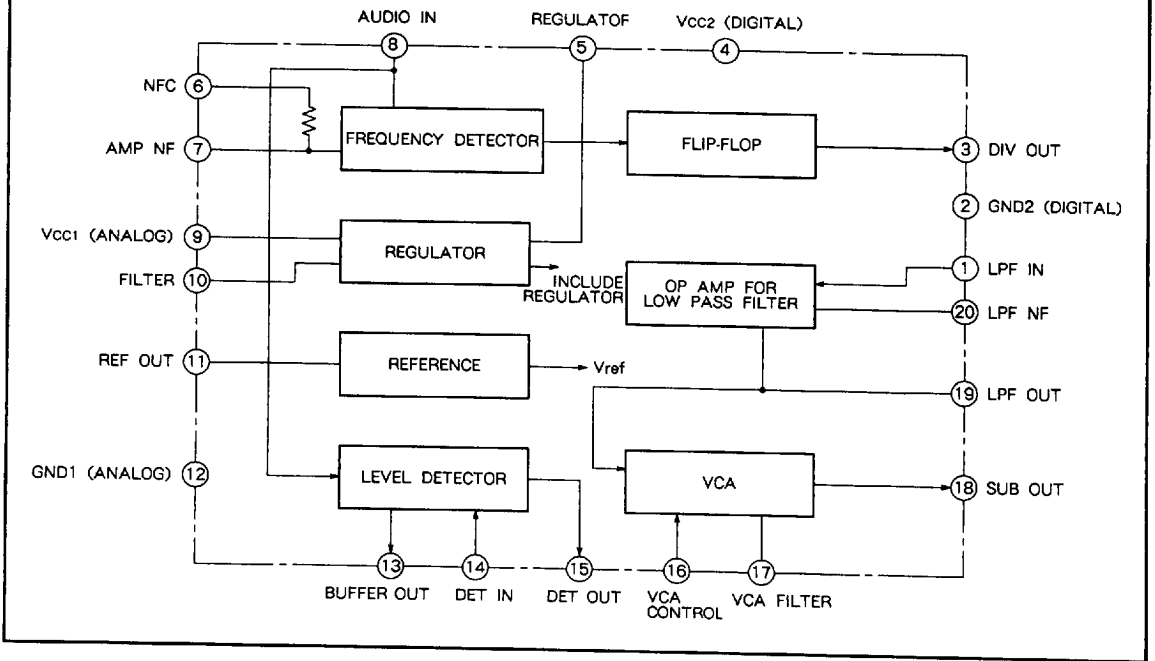 AUDIO IN
REGULATOF
VCC2 (DIGITAL)
8
5
4
NFC
6
FREQUENCY DETECTOR
FLIP-FLOP
AMP NF
7
3
DIV OUT
2
GND2 (DIGITAL)
VCC1 (ANALOG)
9
REGULATOR
FILTER
10
INCLUDE
REGULATOR
OP AMP FOR
LOW PASS FILTER
1
LPF IN
20
LPF NF
REF OUT
11
REFERENCE
Vref
19
LPF OUT
GND1 (ANALOG)
12
LEVEL DETECTOR
VCA
18
SUB OUT
13
14
15
16
17
BUFFER OUT
DET IN
DET OUT
VCA
CONTROL
VCA FILTER